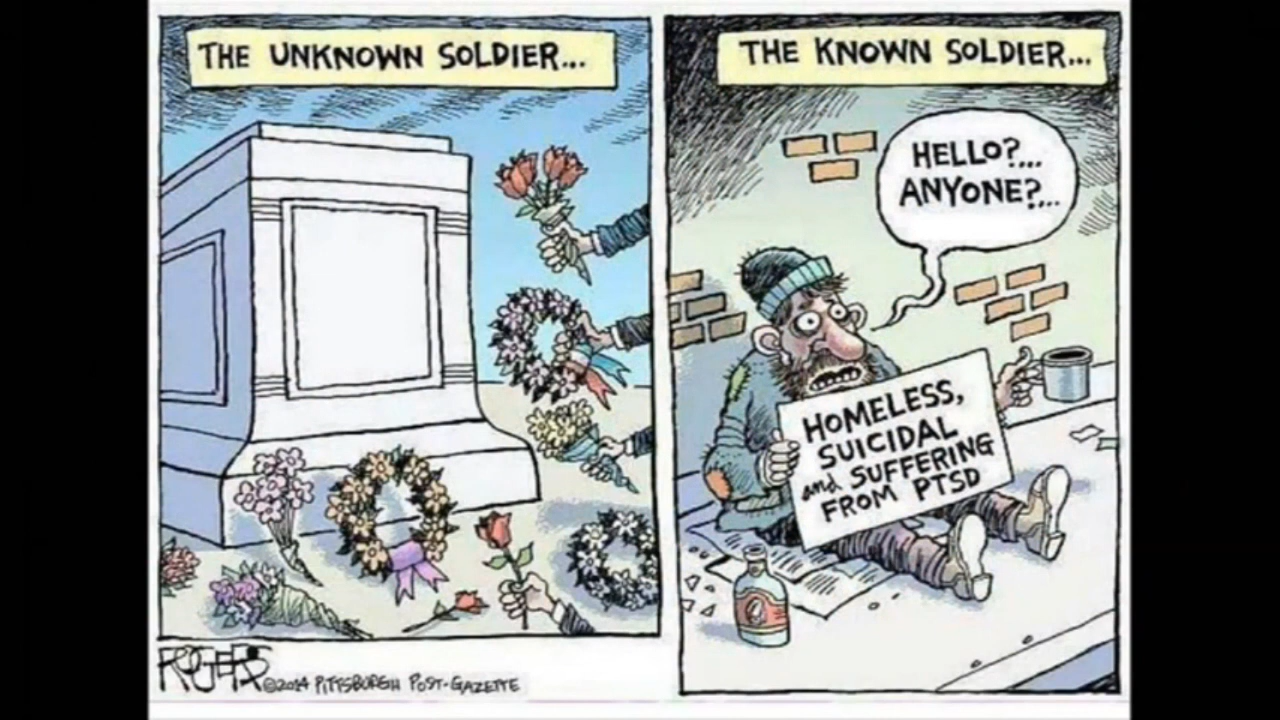 THE UNKNOWN SOLDIER...
THE KNOWN SOLDIER...
HELLO?...
ANYONE?...
HOMELESS,
SUICIDAL
and SUFFERING
FROM PTSD
ROGERS ©2014 PITTSBURGH POST-GAZETTE